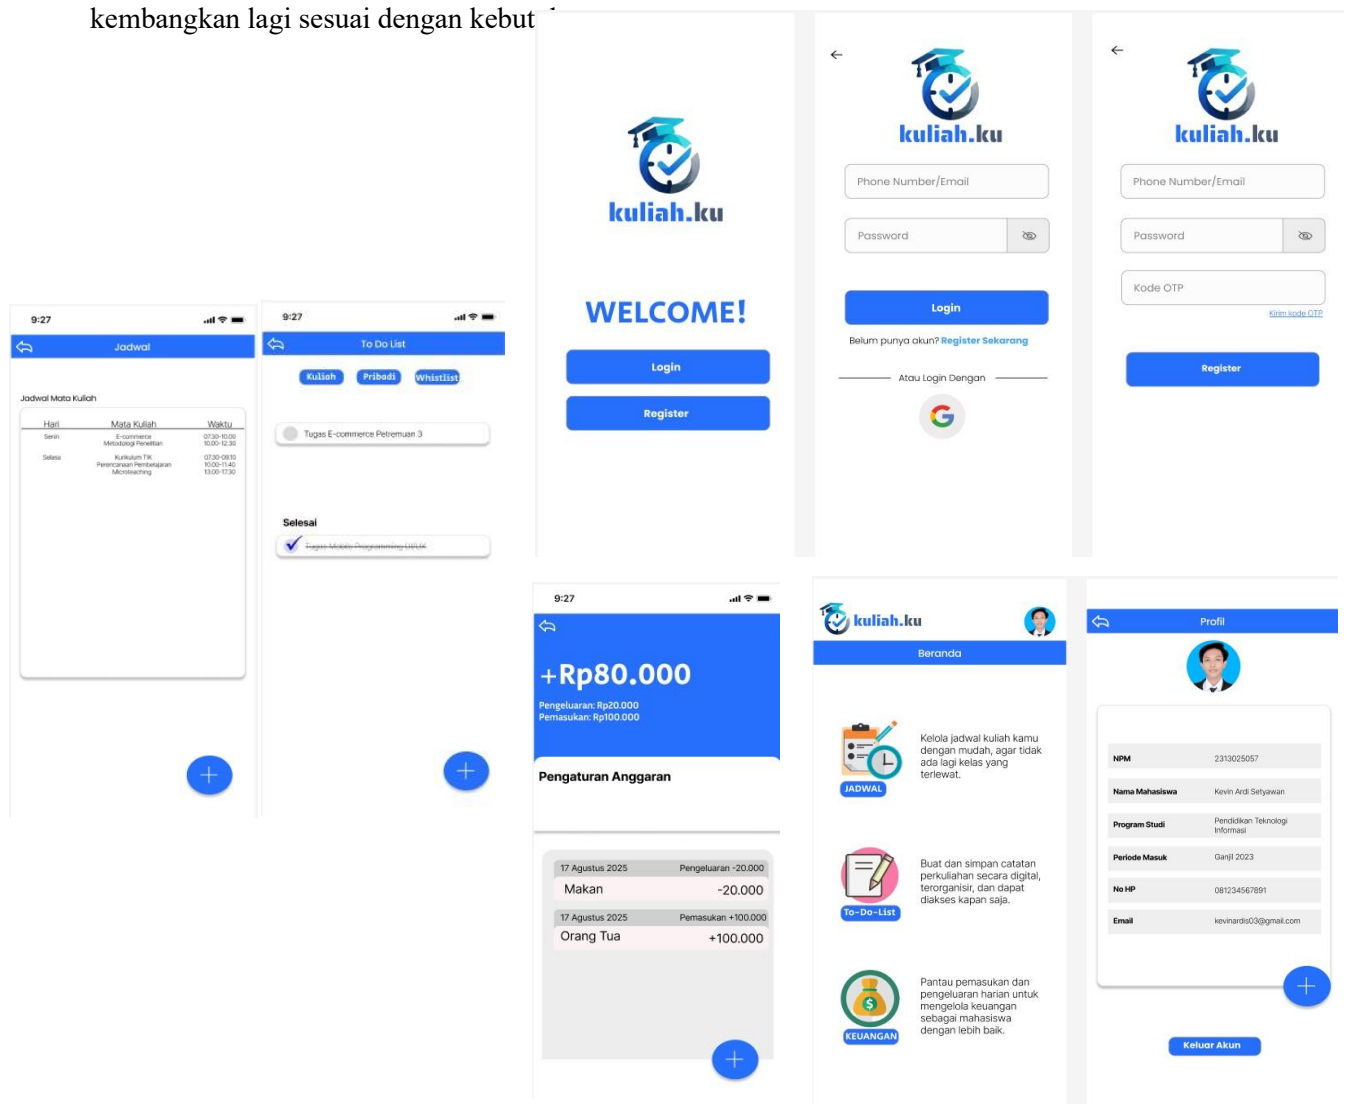 kembangkan lagi sesuai dengan
kuliah.ku
WELCOME!
Login
Register
kuliah.ku
Phone Number/Email
Password
Login
Belum punya akun? Register Sekarang
Atau Login Dengan
kuliah.ku
Phone Number/Email
Password
Kode OTP
Kirim kode OTP
Register
9:27
Jadwal
Jadwal Mata Kuliah
Hari Mata Kuliah Waktu
Senin E-commerce 07.30-10.00
Metodologi Penelitian 10.00-12.30
Selasa Kurikulum TIK 07.30-09.10
Perencanaan Pembelajaran 10.00-11.40
Microteaching 13.00-17.30
9:27
To Do List
Kuliah Pribadi Whistlist
Tugas E-commerce Petremuan 3
Selesai
Tugas Mobile Programming UI/UX
9:27
+Rp80.000
Pengeluaran: Rp20.000
Pemasukan: Rp100.000
Pengaturan Anggaran
17 Agustus 2025 Pengeluaran -20.000
Makan -20.000
17 Agustus 2025 Pemasukan +100.000
Orang Tua +100.000
kuliah.ku
Beranda
JADWAL
Kelola jadwal kuliah kamu
dengan mudah, agar tidak
ada lagi kelas yang
terlewat.
To-Do-List
Buat dan simpan catatan
perkuliahan secara digital,
terorganisir, dan dapat
diakses kapan saja.
KEUANGAN
Pantau pemasukan dan
pengeluaran harian untuk
mengelola keuangan
sebagai mahasiswa
dengan lebih baik.
Profil
NPM 2313025057
Nama Mahasiswa Kevin Ardi Setyawan
Program Studi Pendidikan Teknologi
Informasi
Periode Masuk Ganjil 2023
No HP 081234567891
Email kevinardis03@gmail.com
Keluar Akun